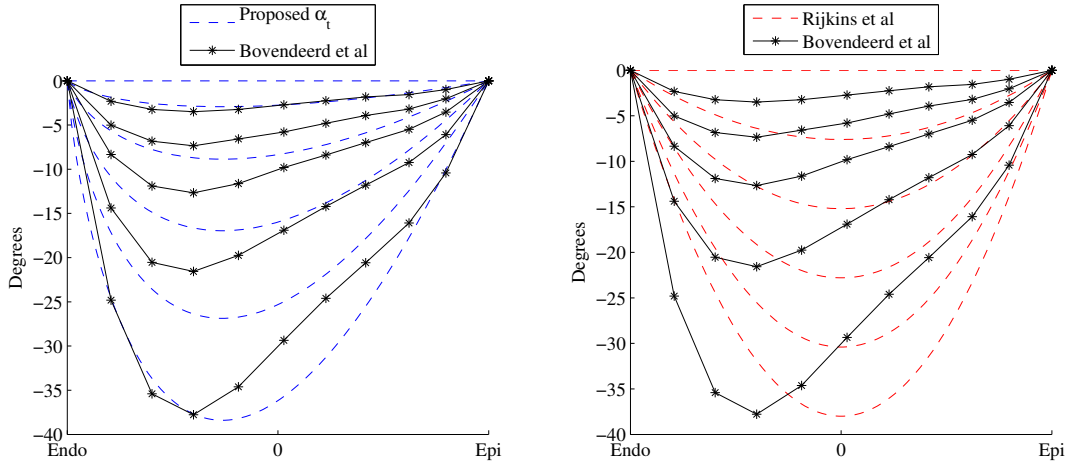 Proposed α_t
Bovendeerd et al
0
−5
−10
−15
−20
−25
−30
−35
−40
Degrees
Endo
0
Epi
Rijkins et al
Bovendeerd et al
0
−5
−10
−15
−20
−25
−30
−35
−40
Degrees
Endo
0
Epi